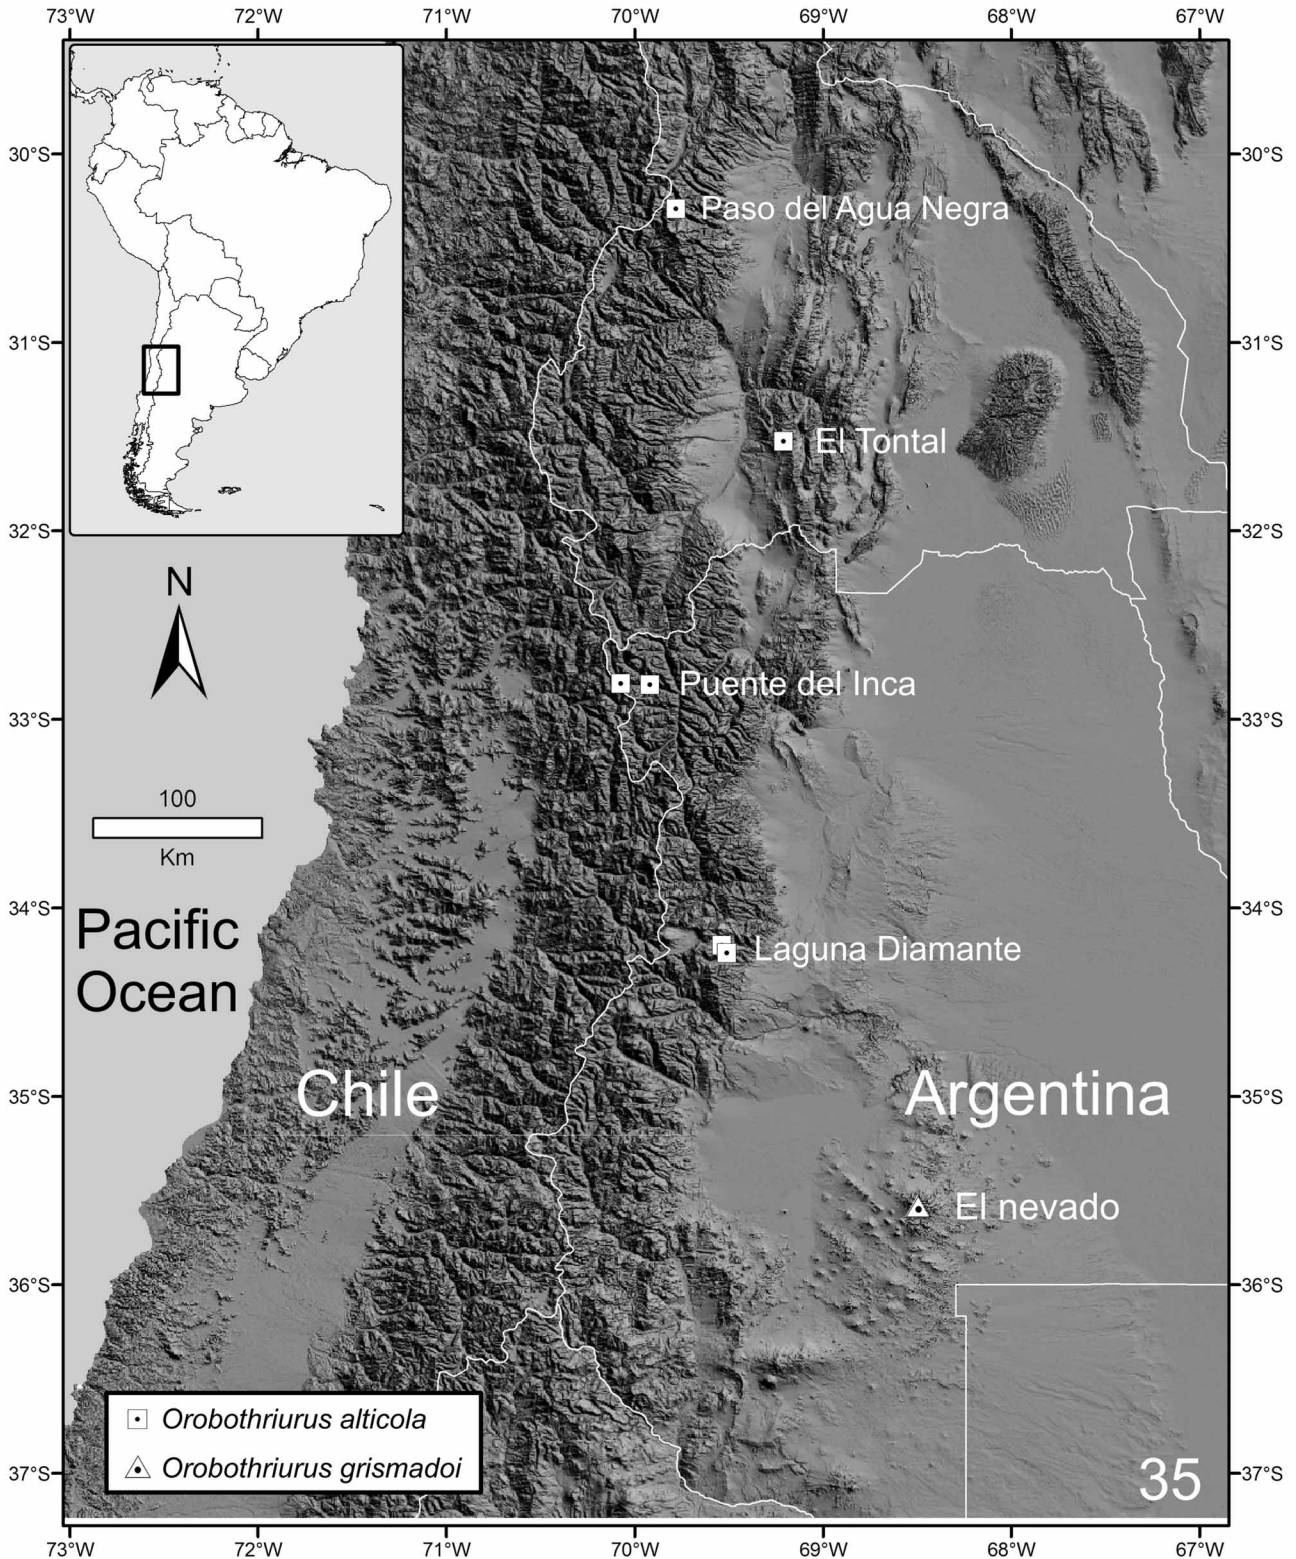 73°W 72°W 71°W 70°W 69°W 68°W 67°W
30°S 30°S
Paso del Agua Negra
31°S 31°S
El Tontal
32°S 32°S
N
Puente del Inca
33°S 33°S
100
Km
34°S 34°S
Pacific
Ocean
Laguna Diamante
Chile
Argentina
35°S 35°S
El nevado
36°S 36°S
Orobothriurus alticola
Orobothriurus grismadoi
37°S 37°S
35
73°W 72°W 71°W 70°W 69°W 68°W 67°W